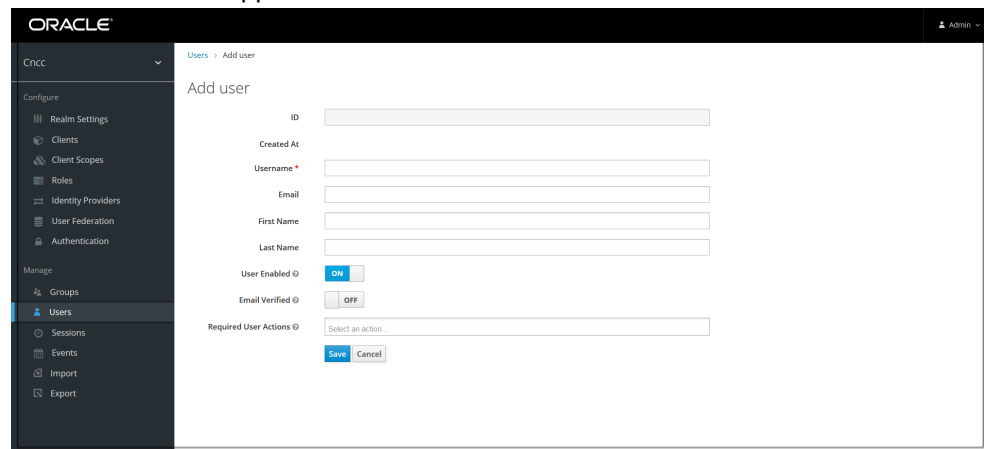 ORACLE
Admin
Cncc
Configure
Realm Settings
Clients
Client Scopes
Roles
Identity Providers
User Federation
Authentication
Manage
Groups
Users
Sessions
Events
Import
Export
Users > Add user
Add user
ID
Created At
Username *
Email
First Name
Last Name
User Enabled ON
Email Verified OFF
Required User Actions Select an action...
Save Cancel